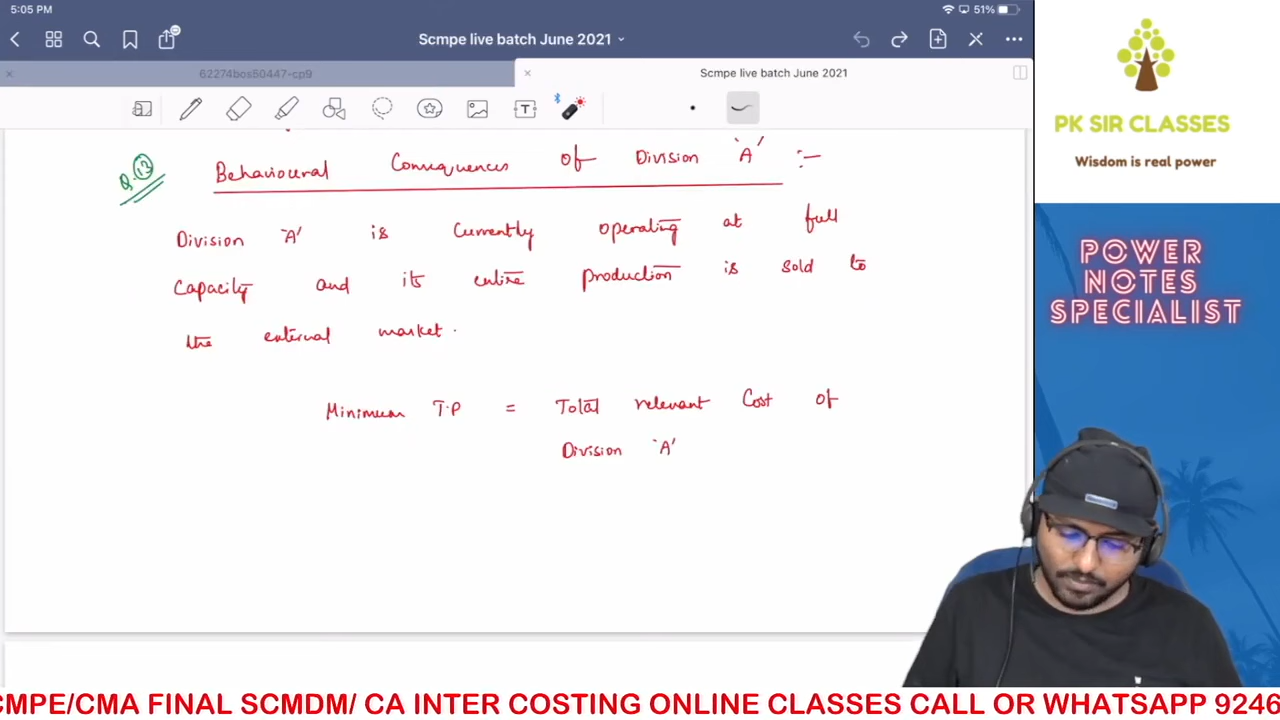 5:05 PM
51%
Scmpe live batch June 2021
62274bos50447-cp9
Scmpe live batch June 2021
T
Q.13
Behavioural Consequences of Division 'A' :-
Division 'A' is Currently operating at full
Capacity and its entire production is sold to
the external market.
Minimum T.P = Total relevant Cost of
Division 'A'
PK SIR CLASSES
Wisdom is real power
POWER
NOTES
SPECIALIST
CMPE/CMA FINAL SCMDM/ CA INTER COSTING ONLINE CLASSES CALL OR WHATSAPP 9246